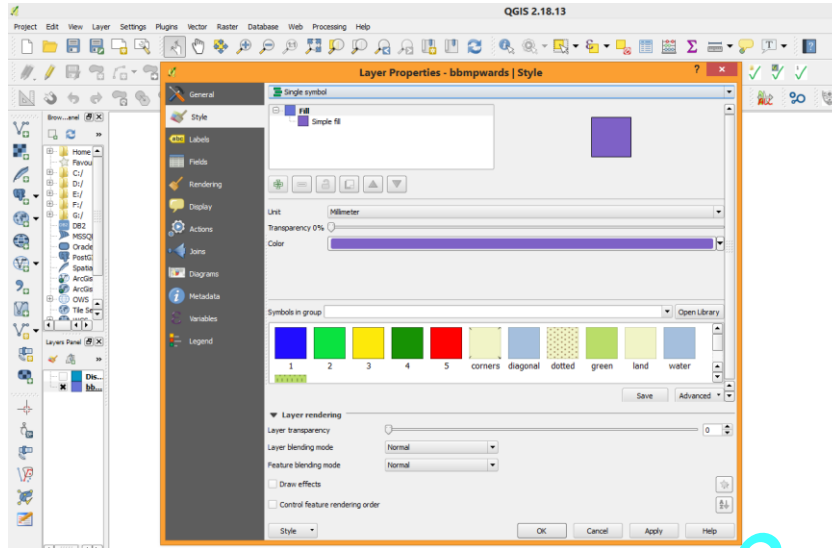 QGIS 2.18.13
Project Edit View Layer Settings Plugins Vector Raster Database Web Processing Help
Layer Properties - bbmpwards | Style
? ×
General
Style
Labels
Fields
Rendering
Display
Actions
Joins
Diagrams
Metadata
Variables
Legend
Single symbol
Fill
Simple fill
Unit Millimeter
Transparency 0%
Color
Symbols in group Open Library
1 2 3 4 5 corners diagonal dotted green land water
Save Advanced
Layer rendering
Layer transparency 0
Layer blending mode Normal
Feature blending mode Normal
Draw effects
Control feature rendering order
Style OK Cancel Apply Help
Brow...anel
Home
Favou
C:/
D:/
E:/
F:/
G:/
DB2
MSSQL
Oracle
PostG
Spatia
ArcGis
ArcGis
OWS
Tile Se
Layers Panel
Dis...
bb...